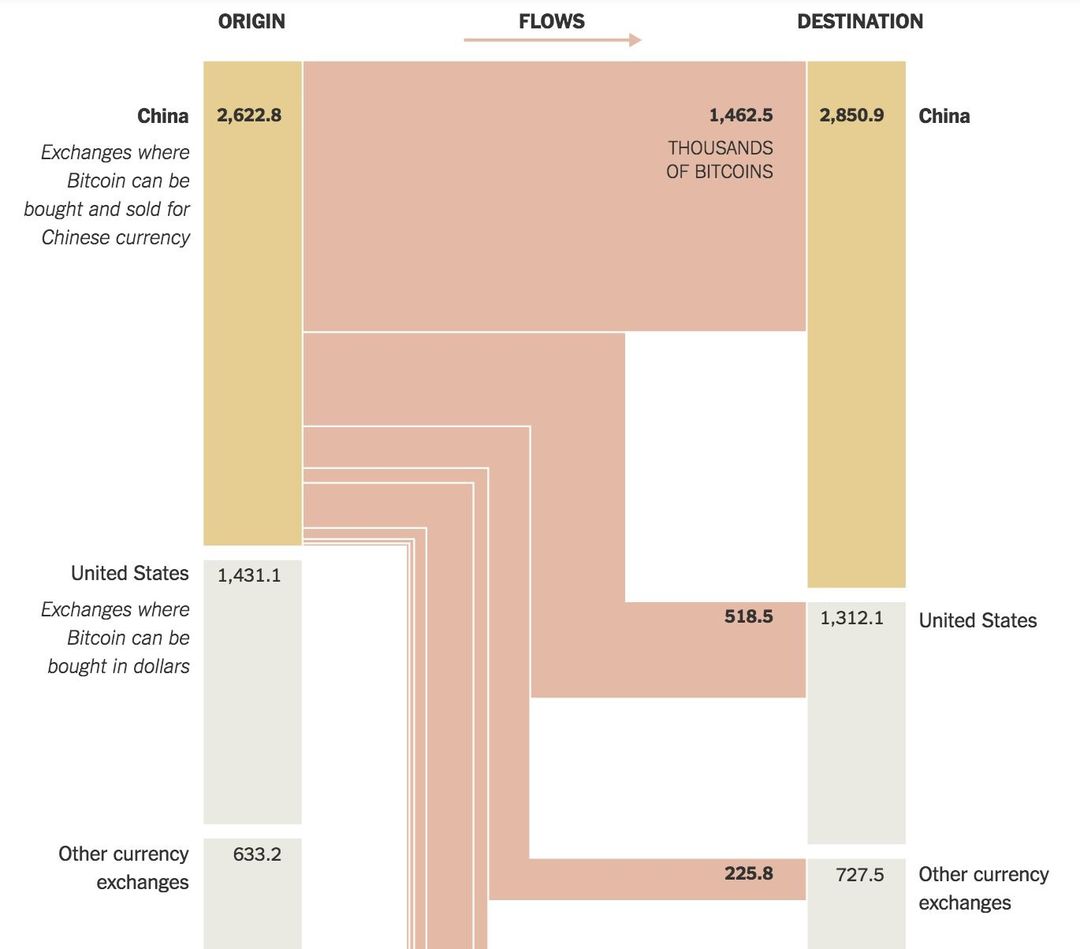 ORIGIN
FLOWS
DESTINATION
China
2,622.8
1,462.5
2,850.9
China
Exchanges where
Bitcoin can be
bought and sold for
Chinese currency
THOUSANDS
OF BITCOINS
United States
1,431.1
Exchanges where
Bitcoin can be
bought in dollars
518.5
1,312.1
United States
Other currency
exchanges
633.2
225.8
727.5
Other currency
exchanges